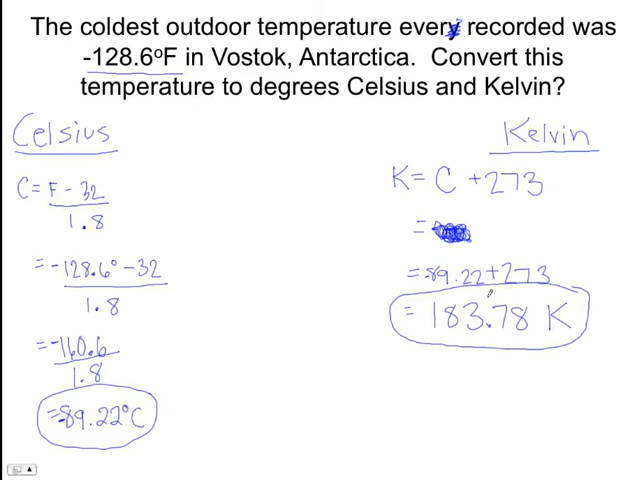 The coldest outdoor temperature every recorded was
-128.6°F in Vostok, Antarctica. Convert this
temperature to degrees Celsius and Kelvin?
Celsius
C = F - 32
1.8
= -128.6° - 32
1.8
= -160.6
1.8
= -89.22°C
Kelvin
K = C + 273
=
= -89.22 + 273
= 183.78 K